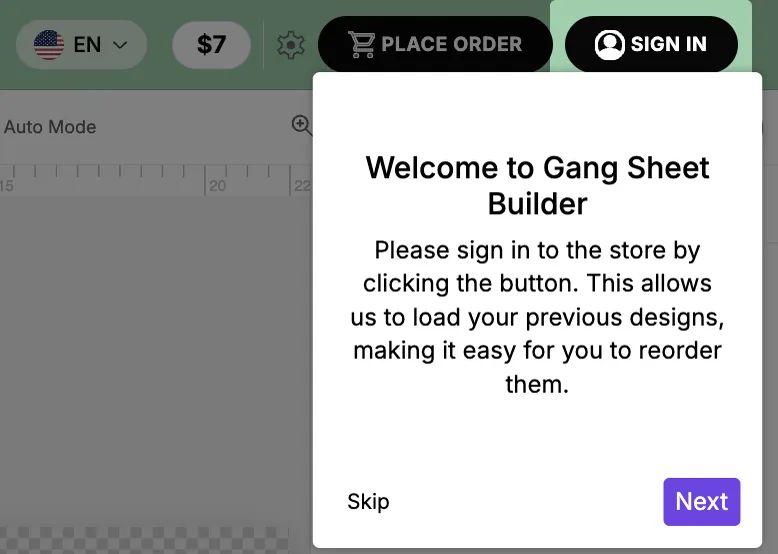 EN
$7
PLACE ORDER
SIGN IN
Auto Mode
15
20
22
Welcome to Gang Sheet
Builder
Please sign in to the store by
clicking the button. This allows
us to load your previous designs,
making it easy for you to reorder
them.
Skip
Next